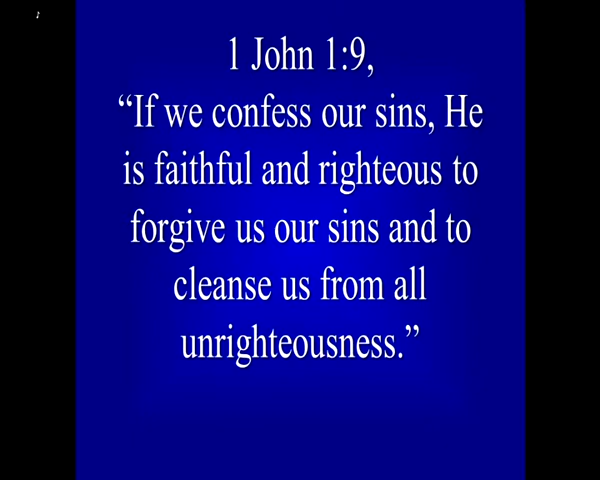 1 John 1:9,
“If we confess our sins, He
is faithful and righteous to
forgive us our sins and to
cleanse us from all
unrighteousness.”